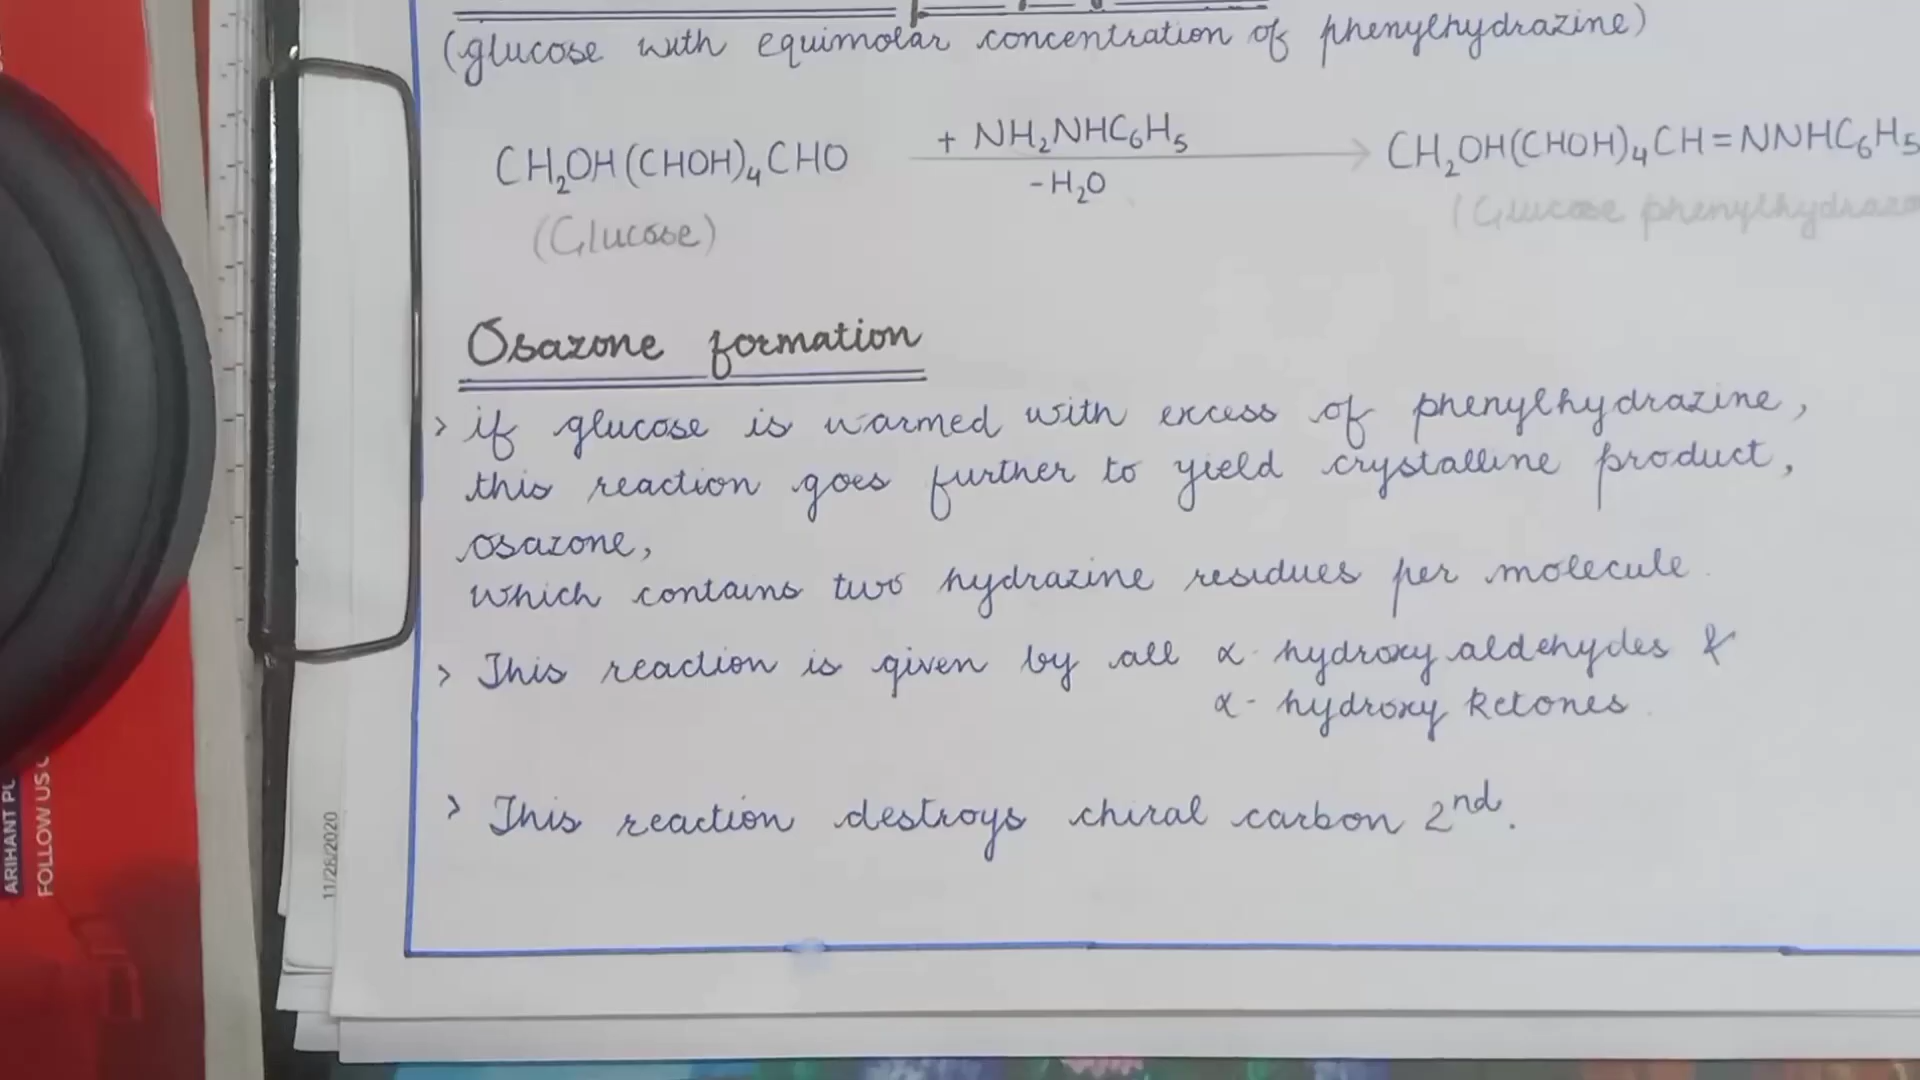 (glucose with equimolar concentration of phenylhydrazine)
+ NH₂NHC₆H₅
CH₂OH(CHOH)₄CHO
CH₂OH(CHOH)₄CH=NNHC₆H5
-H₂O
(Glucose)
(Glucose phenylhydrazo
Osazone formation
> if glucose is warmed with excess of phenylhydrazine,
this reaction goes further to yield crystalline product,
osazone,
which contains two hydrazine residues per molecule.
> This reaction is given by all α-hydroxy aldehydes &
α-hydroxy Ketones.
> This reaction destroys chiral carbon 2nd.
11/28/2020
ARIHANT PU
FOLLOW US